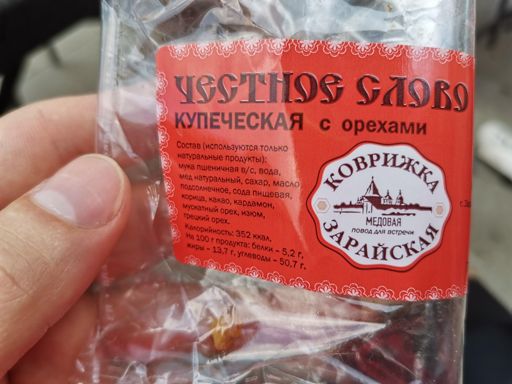 ЧЕСТНОЕ СЛОВО
КУПЕЧЕСКАЯ С ОРЕХАМИ
Состав (используются только
натуральные продукты):
мука пшеничная в/с, вода,
мед натуральный, сахар, масло
подсолнечное, сода пищевая,
корица, какао, кардамон,
мускатный орех, изюм,
грецкий орех.
Калорийность: 352 ккал,
На 100 г продукта: белки – 5,2 г,
жиры – 13,7 г, углеводы – 50,7 г.
КОВРИЖКА
МЕДОВАЯ
повод для встречи
ЗАРАЙСКАЯ